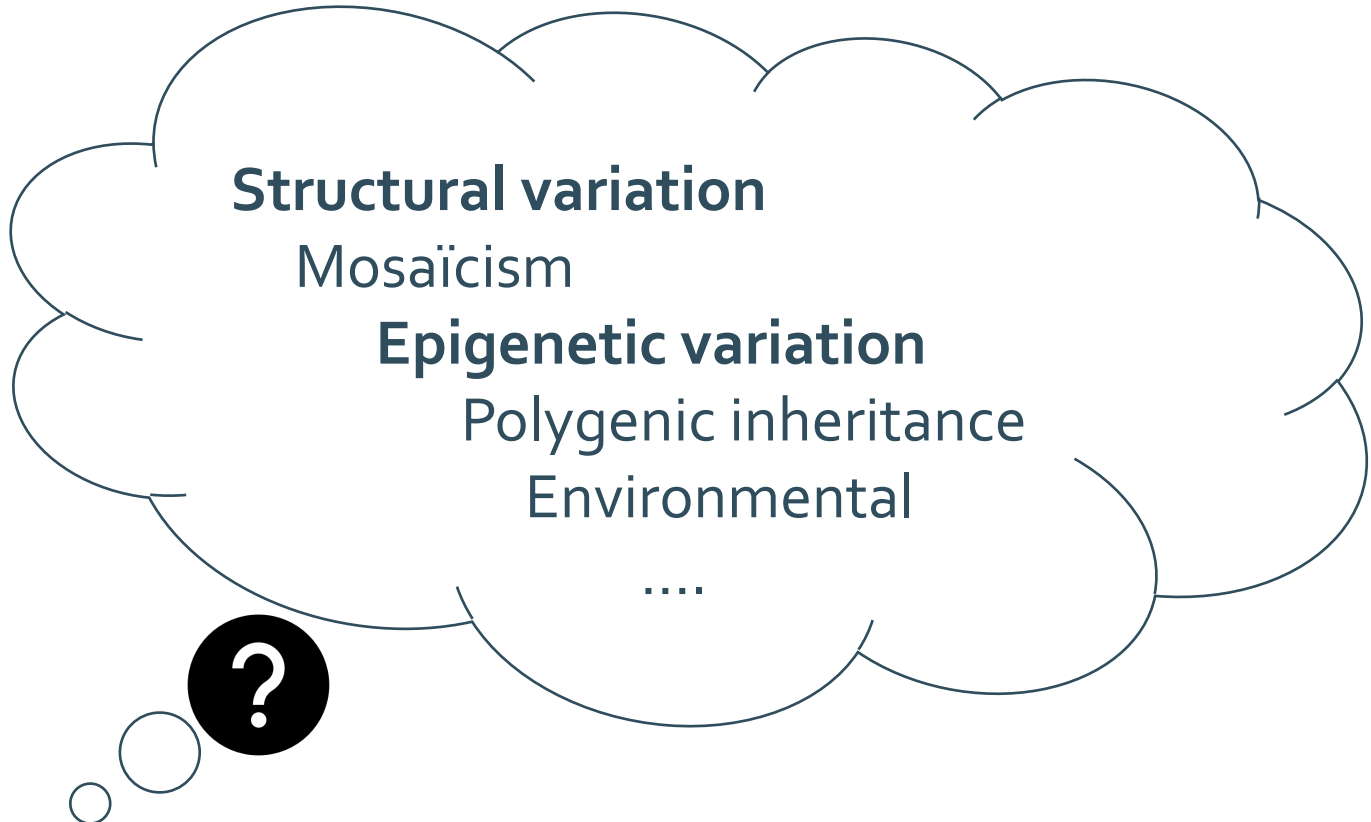 Structural variation
Mosaïcism
Epigenetic variation
Polygenic inheritance
Environmental
....
?